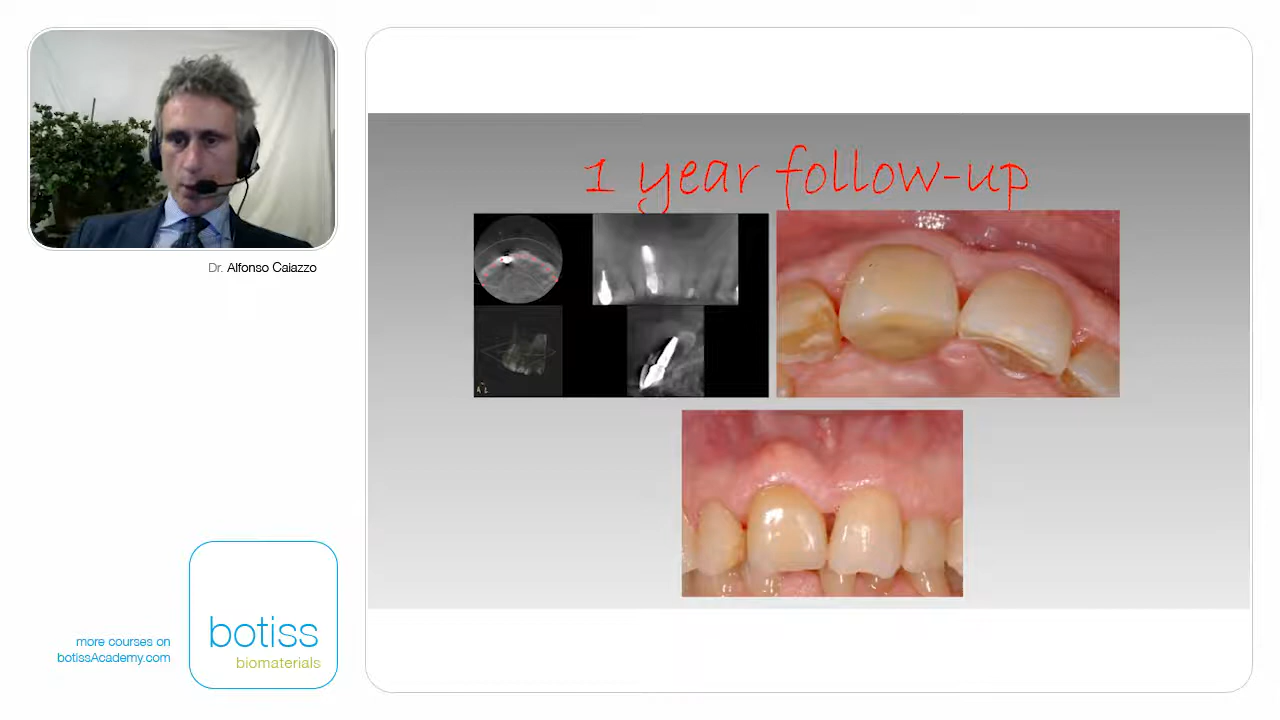 Dr. Alfonso Caiazzo
1 year follow-up
botiss
biomaterials
more courses on
botissAcademy.com